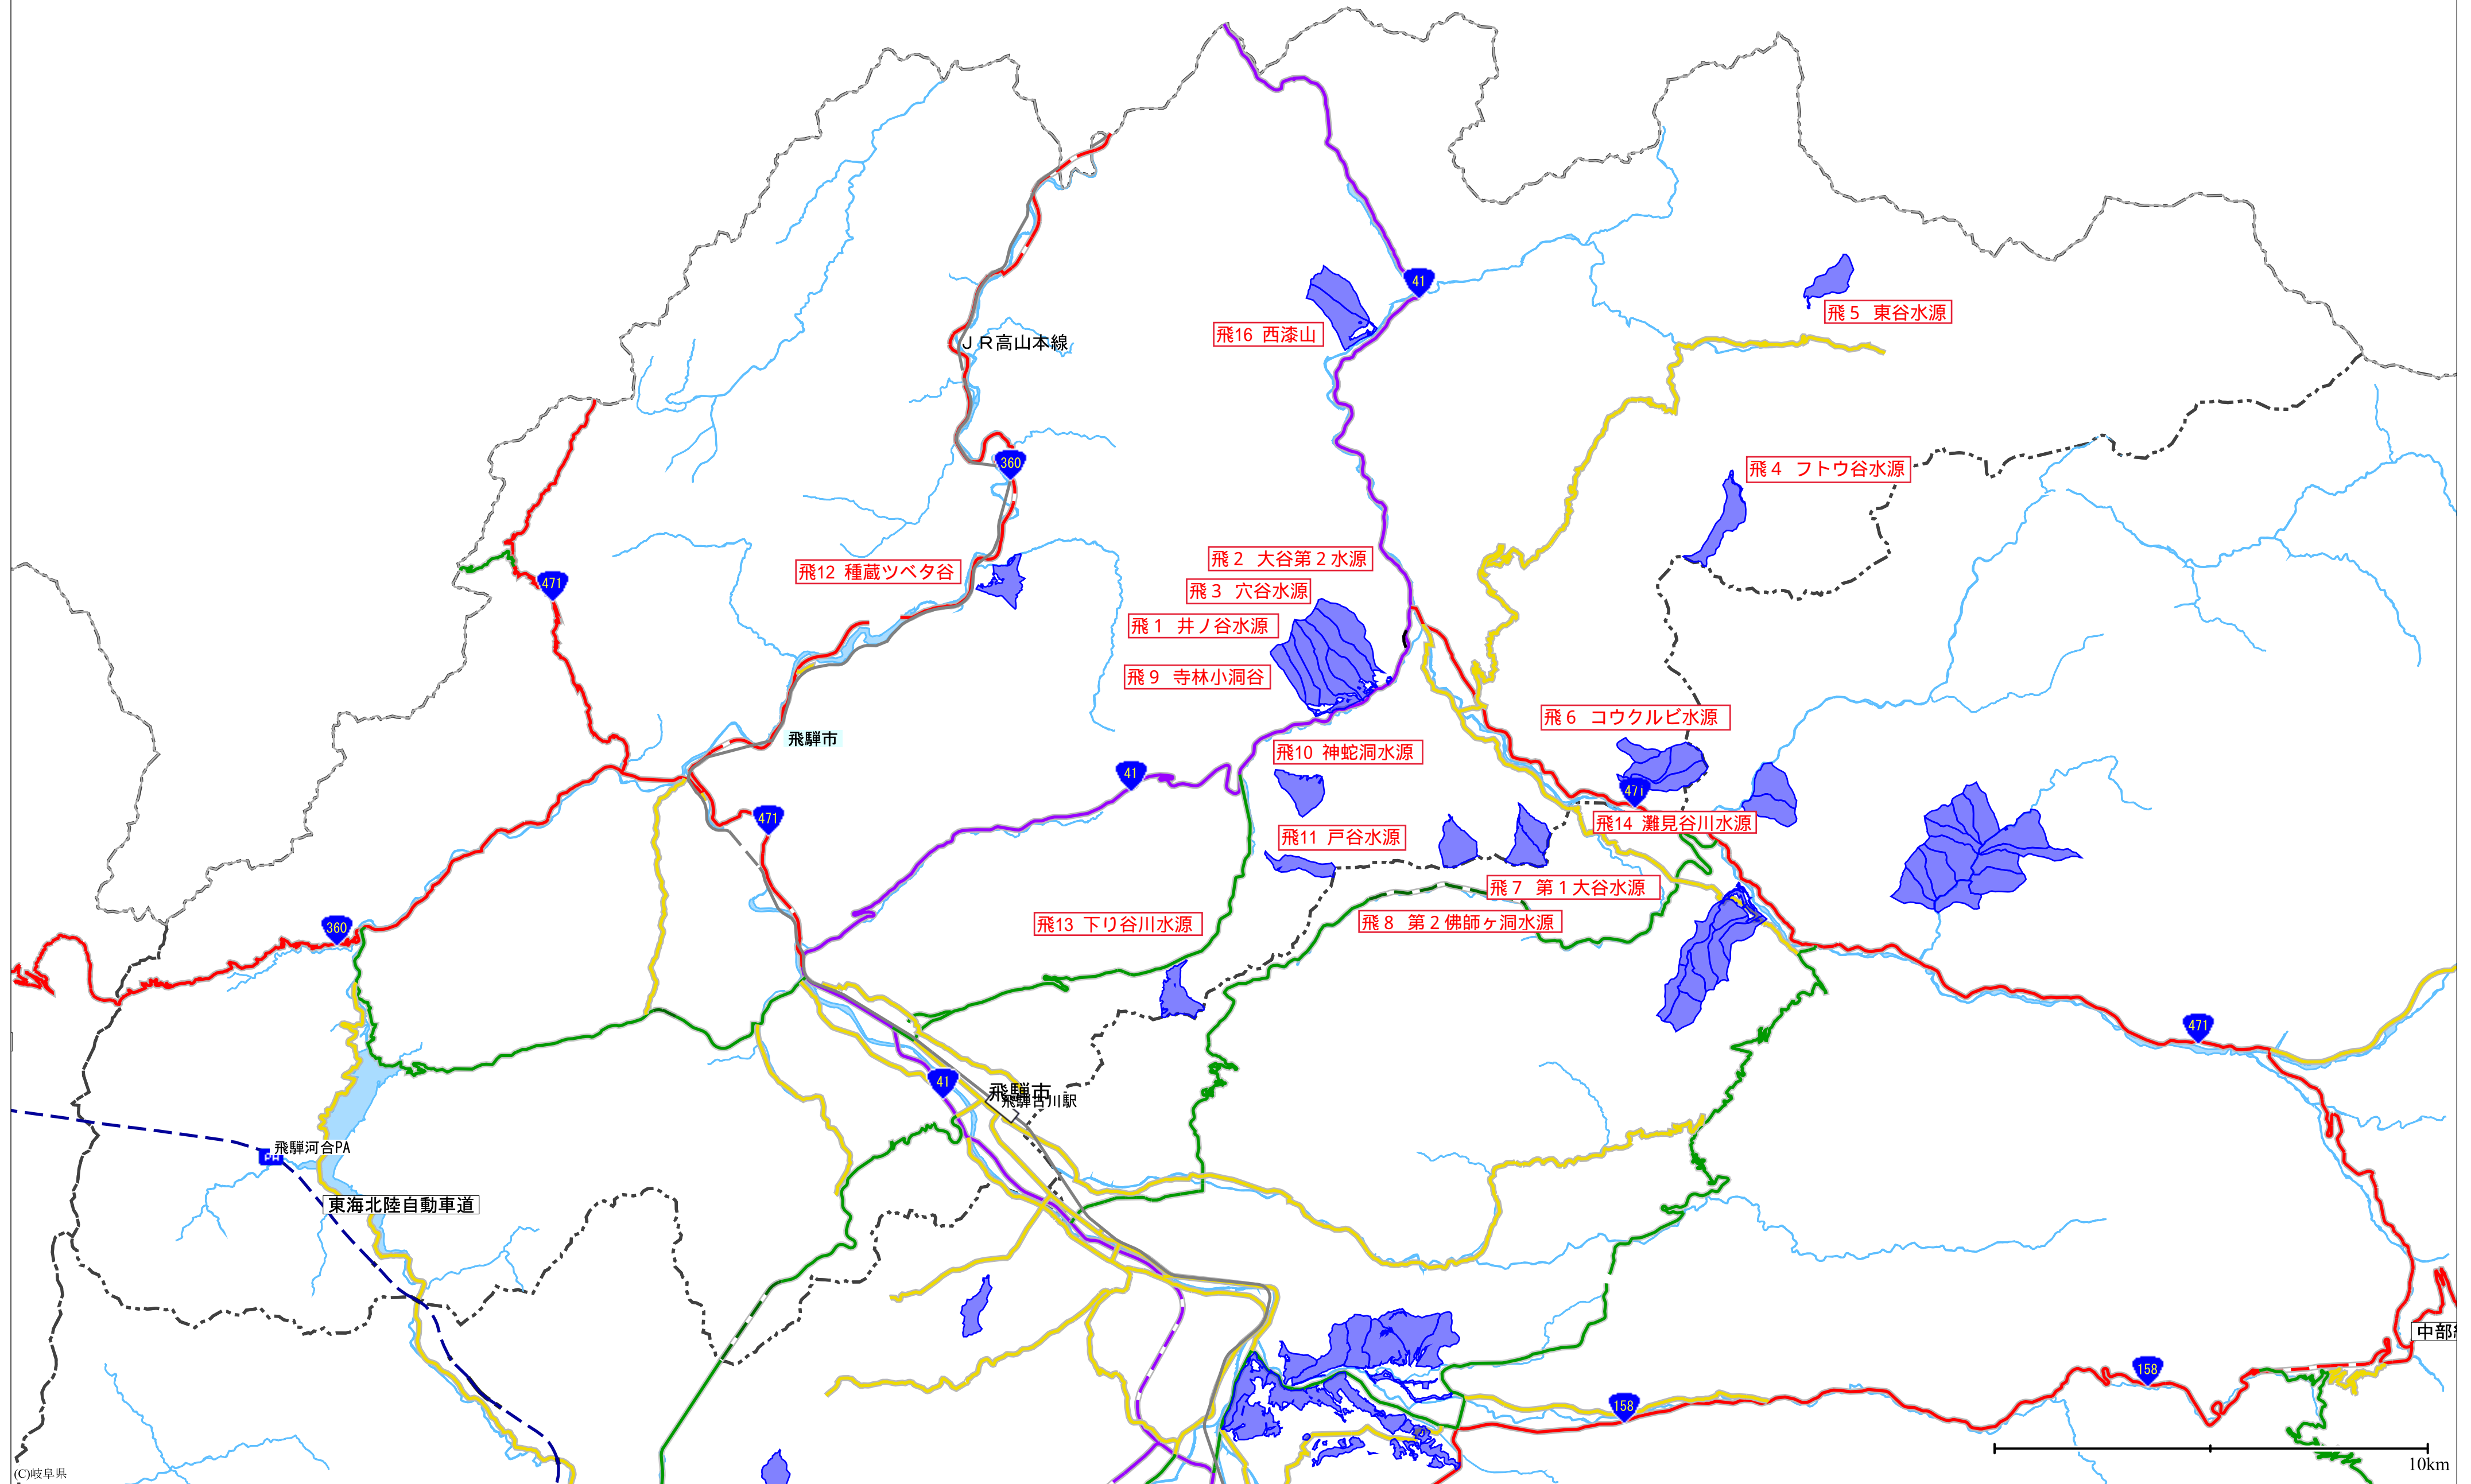 41
飛5 東谷水源
飛16 西漆山
JR高山本線
360
飛4 フトウ谷水源
飛2 大谷第2水源
飛12 種蔵ツベタ谷
471
飛3 穴谷水源
飛1 井ノ谷水源
飛9 寺林小洞谷
飛6 コウクルビ水源
飛騨市
飛10 神蛇洞水源
41
471
471
飛14 灘見谷川水源
飛11 戸谷水源
飛7 第1大谷水源
飛13 下り谷川水源
飛8 第2佛師ヶ洞水源
360
471
41
飛騨市
飛騨古川駅
飛騨河合PA
東海北陸自動車道
中部
158
158
10km
(C)岐阜県